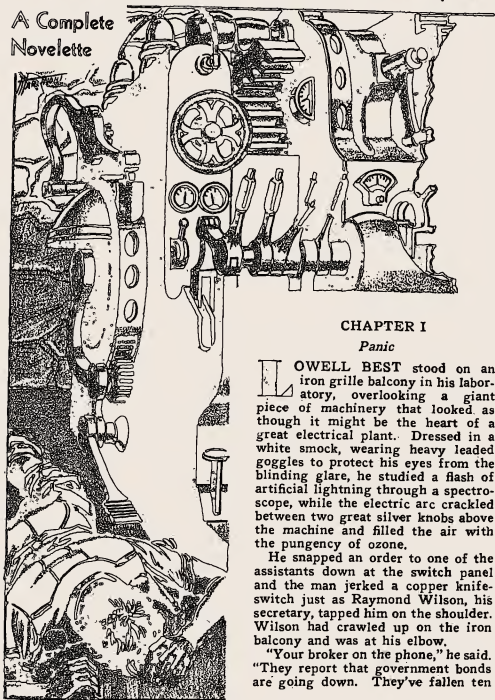 A Complete
Novelette
CHAPTER I
Panic
LOWELL BEST stood on an
iron grille balcony in his labor-
atory, overlooking a giant
piece of machinery that looked as
though it might be the heart of a
great electrical plant. Dressed in a
white smock, wearing heavy leaded
goggles to protect his eyes from the
blinding glare, he studied a flash of
artificial lightning through a spectro-
scope, while the electric arc crackled
between two great silver knobs above
the machine and filled the air with
the pungency of ozone.
He snapped an order to one of the
assistants down at the switch panel
and the man jerked a copper knife-
switch just as Raymond Wilson, his
secretary, tapped him on the shoulder.
Wilson had crawled up on the iron
balcony and was at his elbow.
"Your broker on the phone," he said.
"They report that government bonds
are going down. They've fallen ten